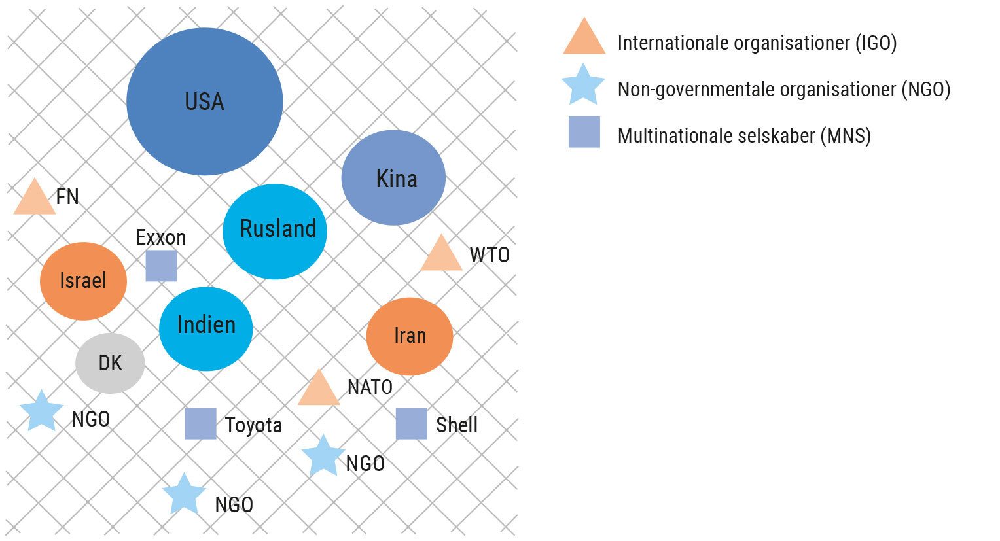 USA
Kina
FN
Rusland
Exxon
WTO
Israel
Indien
Iran
DK
NATO
NGO
Toyota
Shell
NGO
NGO
Internationale organisationer (IGO)
Non-governmentale organisationer (NGO)
Multinationale selskaber (MNS)